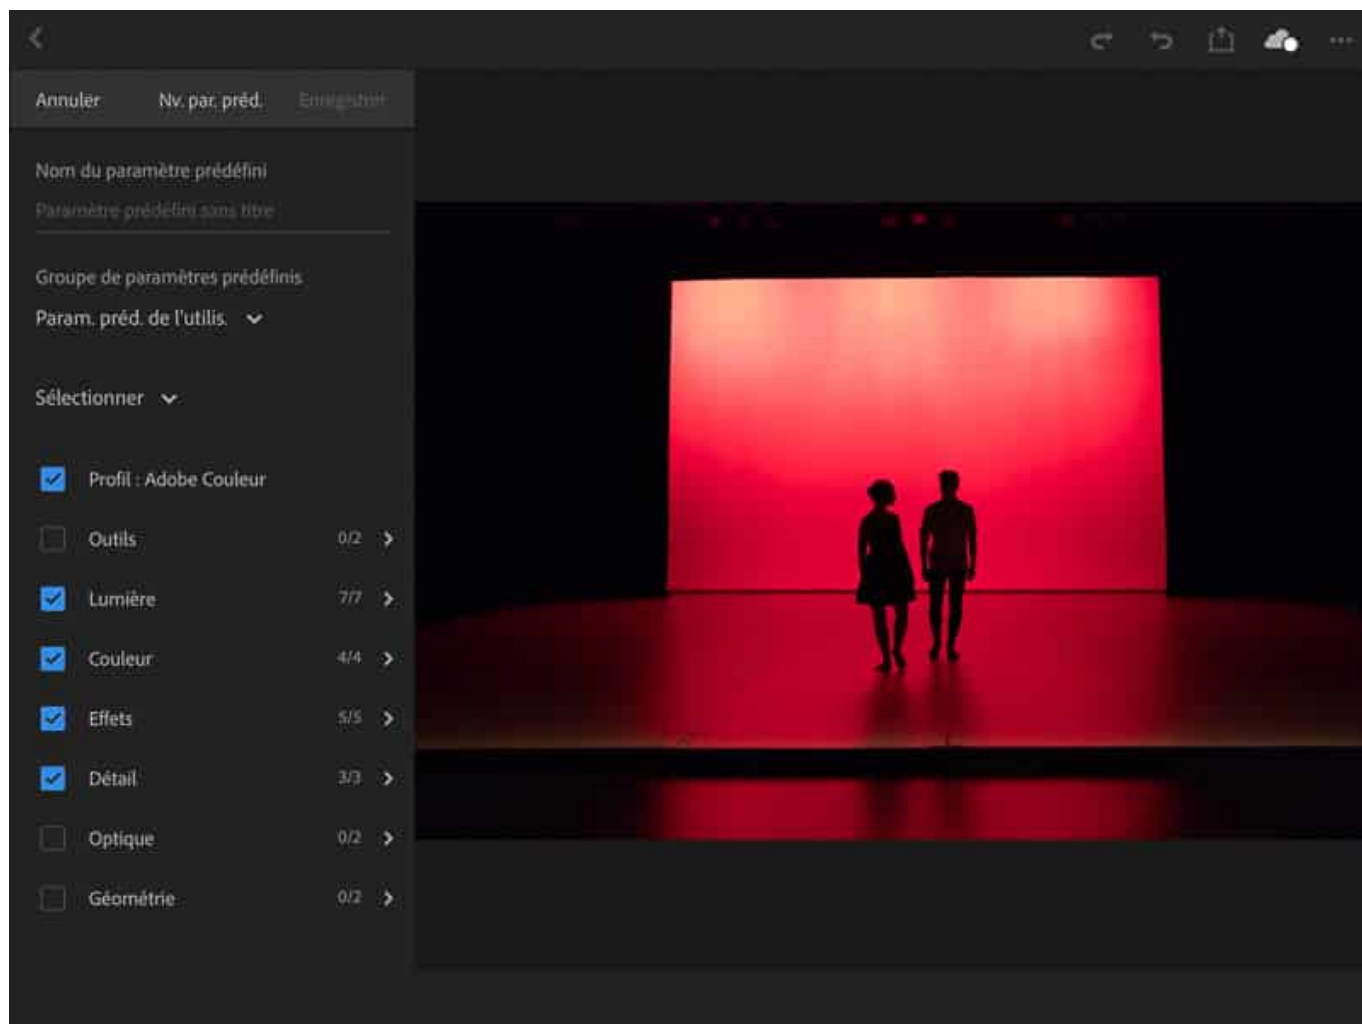 Annuler Nv. par. préd. Enregistrer
Nom du paramètre prédéfini
Paramètre prédéfini sans titre
Groupe de paramètres prédéfinis
Param. préd. de l'utilis.
Sélectionner
Profil : Adobe Couleur
Outils 0/2
Lumière 7/7
Couleur 4/4
Effets 5/5
Détail 3/3
Optique 0/2
Géométrie 0/2